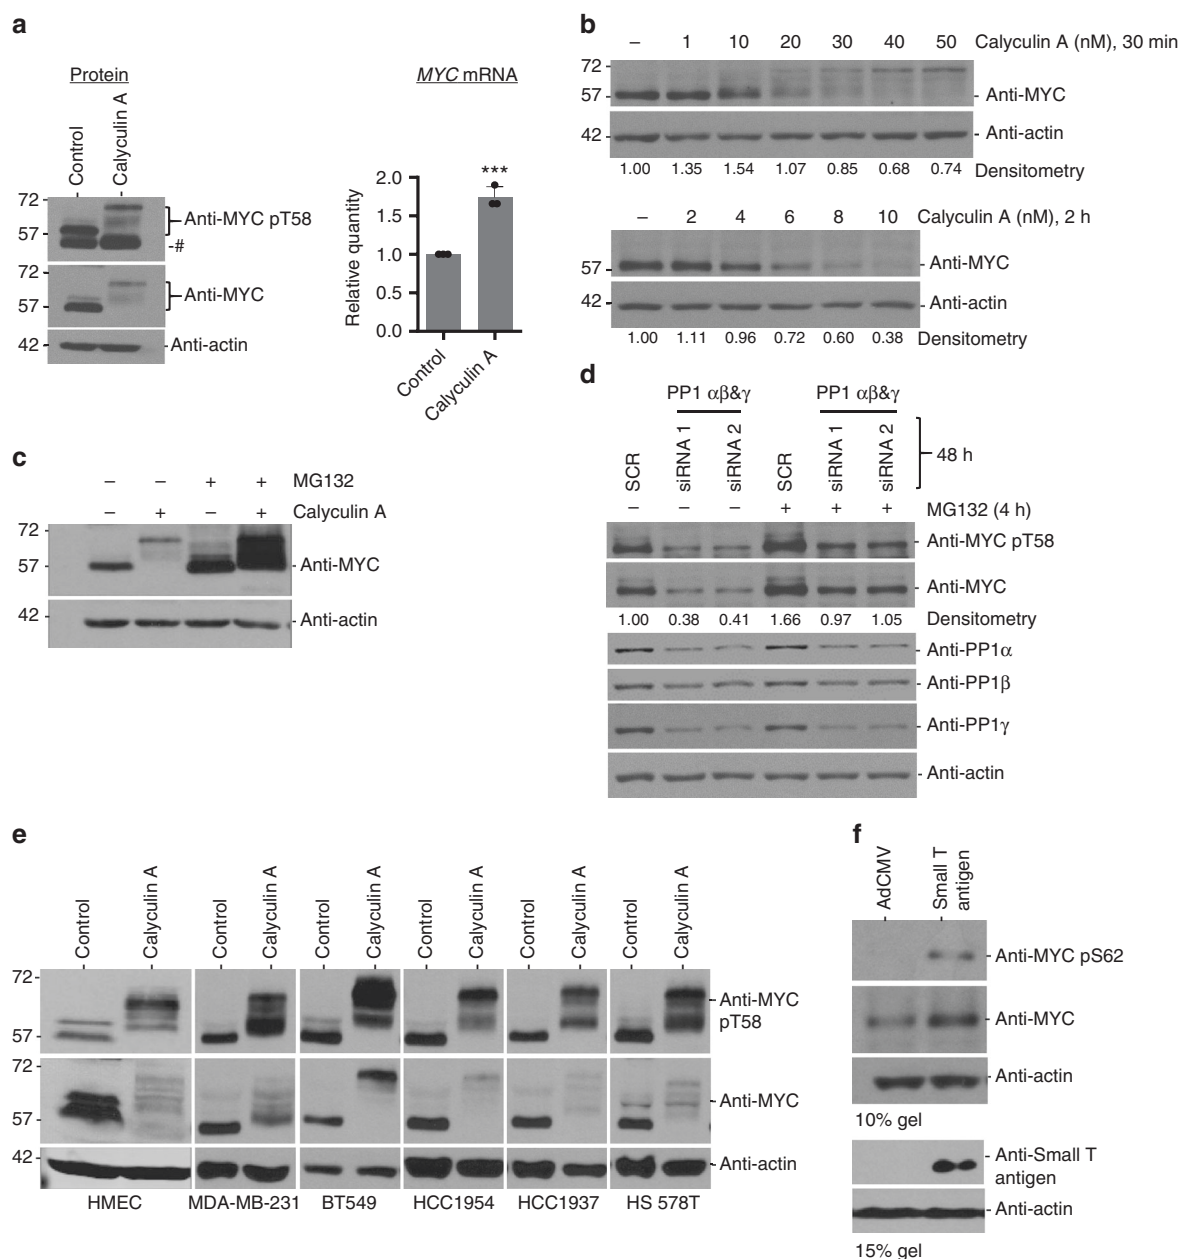 a
Protein
Control
Calyculin A
72
57
Anti-MYC pT58
-#
72
57
Anti-MYC
42
Anti-actin
MYC mRNA
Relative quantity
2.0
1.5
1.0
0.5
0.0
***
Control
Calyculin A
b
– 1 10 20 30 40 50 Calyculin A (nM), 30 min
72
57
Anti-MYC
42
Anti-actin
1.00 1.35 1.54 1.07 0.85 0.68 0.74 Densitometry
– 2 4 6 8 10 Calyculin A (nM), 2 h
57
Anti-MYC
42
Anti-actin
1.00 1.11 0.96 0.72 0.60 0.38 Densitometry
c
– – + + MG132
– + – + Calyculin A
72
57
Anti-MYC
42
Anti-actin
d
PP1 αβ&γ PP1 αβ&γ
SCR
siRNA 1
siRNA 2
SCR
siRNA 1
siRNA 2
48 h
– – – + + + MG132 (4 h)
Anti-MYC pT58
Anti-MYC
1.00 0.38 0.41 1.66 0.97 1.05 Densitometry
Anti-PP1α
Anti-PP1β
Anti-PP1γ
Anti-actin
e
Control
Calyculin A
Control
Calyculin A
Control
Calyculin A
Control
Calyculin A
Control
Calyculin A
Control
Calyculin A
72
57
Anti-MYC
pT58
72
57
Anti-MYC
42
Anti-actin
HMEC MDA-MB-231 BT549 HCC1954 HCC1937 HS 578T
f
AdCMV
Small T
antigen
Anti-MYC pS62
Anti-MYC
Anti-actin
10% gel
Anti-Small T
antigen
Anti-actin
15% gel